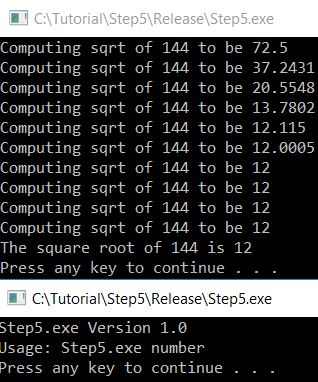 C:\Tutorial\Step5\Release\Step5.exe
Computing sqrt of 144 to be 72.5
Computing sqrt of 144 to be 37.2431
Computing sqrt of 144 to be 20.5548
Computing sqrt of 144 to be 13.7802
Computing sqrt of 144 to be 12.115
Computing sqrt of 144 to be 12.0005
Computing sqrt of 144 to be 12
Computing sqrt of 144 to be 12
Computing sqrt of 144 to be 12
Computing sqrt of 144 to be 12
The square root of 144 is 12
Press any key to continue . . .
C:\Tutorial\Step5\Release\Step5.exe
Step5.exe Version 1.0
Usage: Step5.exe number
Press any key to continue . . .